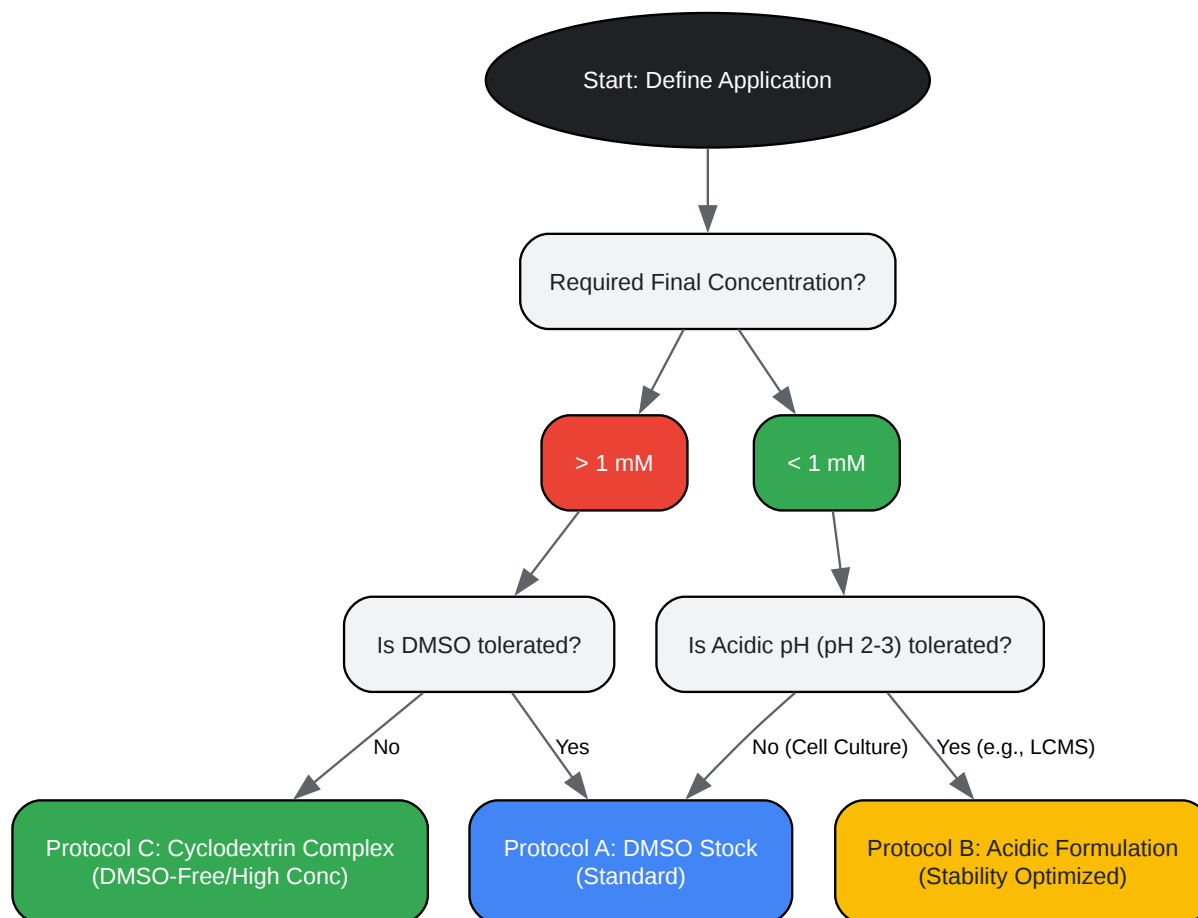 Start: Define Application
Required Final Concentration?
> 1 mM
< 1 mM
Is DMSO tolerated?
Is Acidic pH (pH 2-3) tolerated?
No
Yes
No (Cell Culture)
Yes (e.g., LCMS)
Protocol C: Cyclodextrin Complex
(DMSO-Free/High Conc)
Protocol A: DMSO Stock
(Standard)
Protocol B: Acidic Formulation
(Stability Optimized)